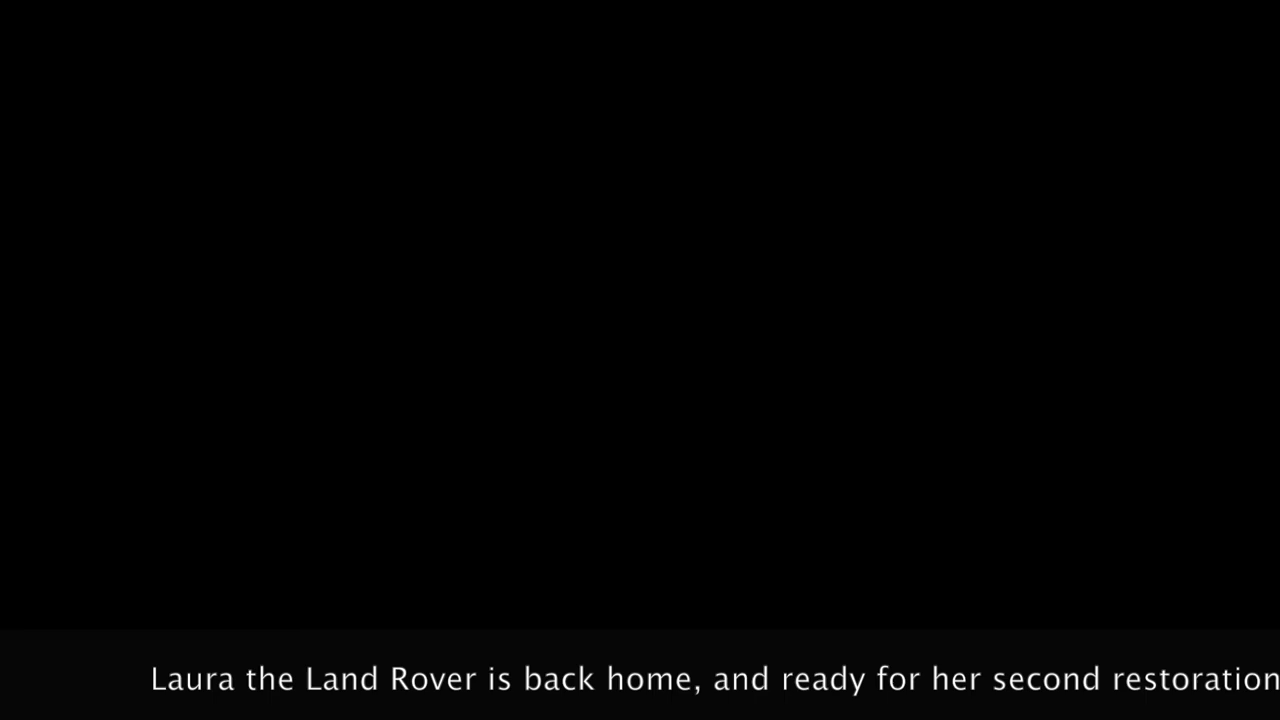 Laura the Land Rover is back home, and ready for her second restoration